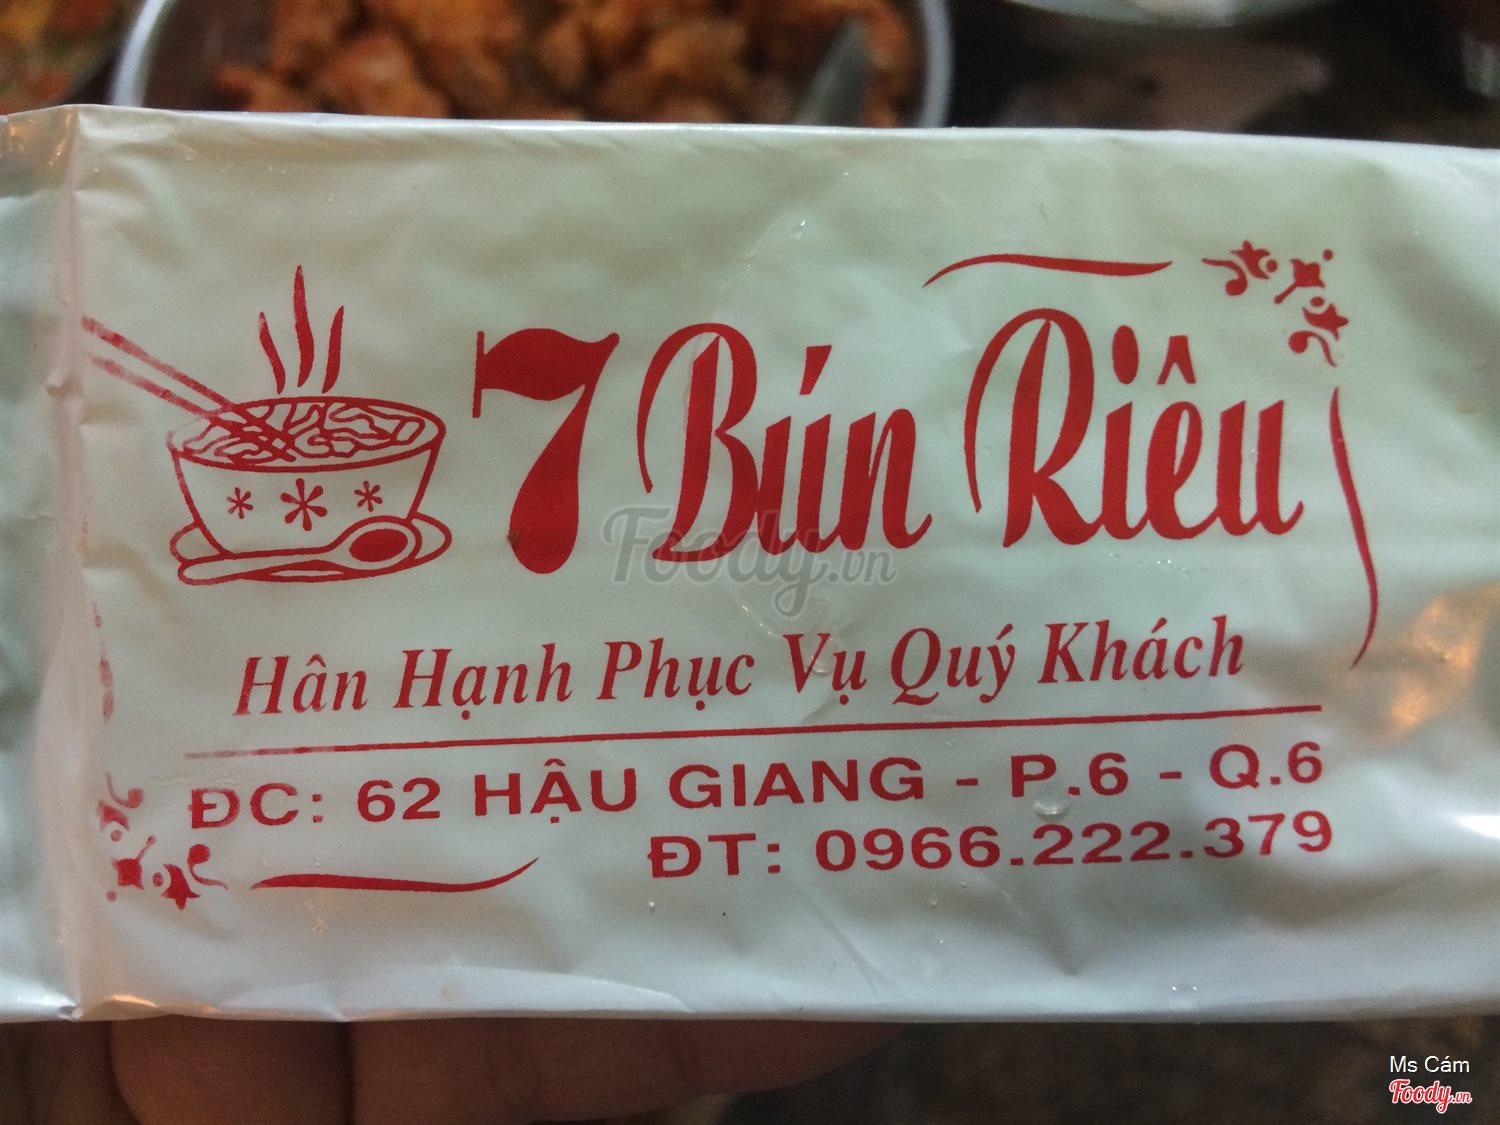 7 Bún Riêu
Foody.vn
Hân Hạnh Phục Vụ Quý Khách
ĐC: 62 HẬU GIANG - P.6 - Q.6
ĐT: 0966.222.379
Ms Cám
Foody.vn